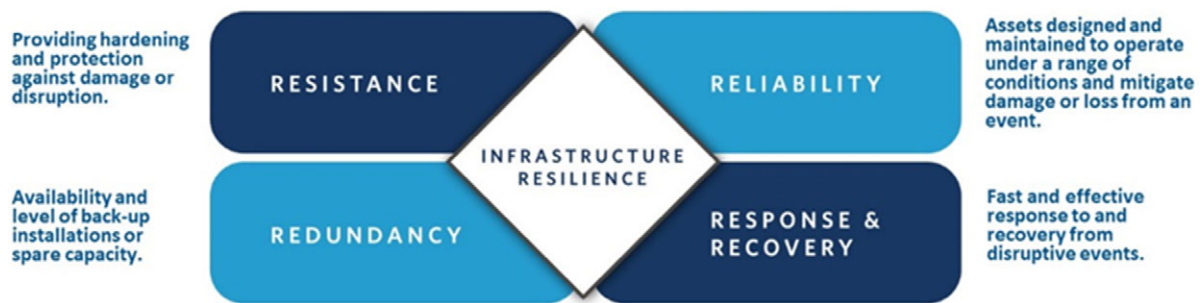 Providing hardening
and protection
against damage or
disruption.
RESISTANCE
RELIABILITY
Assets designed and
maintained to operate
under a range of
conditions and mitigate
damage or loss from an
event.
INFRASTRUCTURE
RESILIENCE
Availability and
level of back-up
installations or
spare capacity.
REDUNDANCY
RESPONSE &
RECOVERY
Fast and effective
response to and
recovery from
disruptive events.